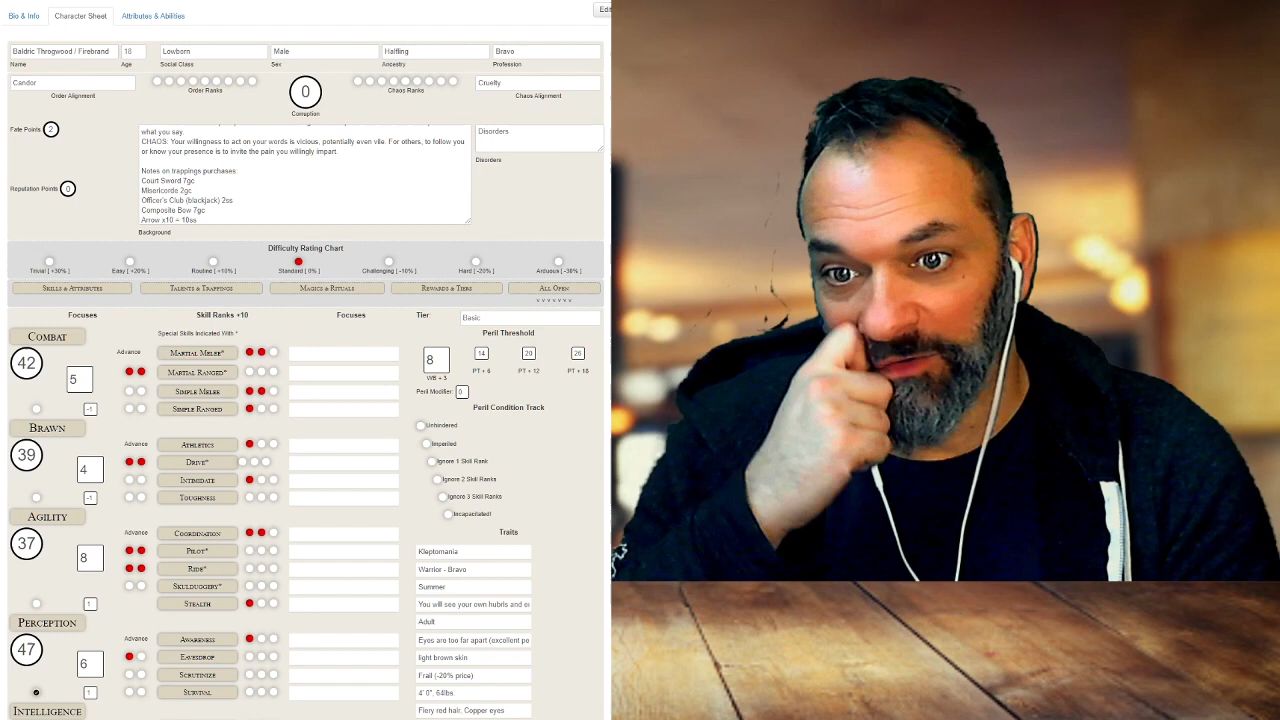 Bio & Info Character Sheet Attributes & Abilities
Baldric Throgwood / Firebrand 18 Lowborn Male Halfling Bravo
Name Age Social Class Sex Ancestry Profession
Candor 0 Cruelty
Order Alignment Order Ranks Corruption Chaos Ranks Chaos Alignment
Fate Points 2
what you say.
CHAOS: Your willingness to act on your words is vicious, potentially even vile. For others, to follow you
or know your presence is to invite the pain you willingly impart.
Disorders
Disorders
Notes on trappings purchases
Court Sword 7gc
Misericorde 2gc
Officer's Club (blackjack) 2ss
Composite Bow 7gc
Arrow x10 = 10ss
Reputation Points 0
Background
Difficulty Rating Chart
Trivial [ +30% ] Easy [ +20% ] Routine [ +10% ] Standard [ 0% ] Challenging [ -10% ] Hard [ -20% ] Arduous [ -30% ]
Skills & Attributes Talents & Trappings Magics & Rituals Rewards & Tiers All Open
v v v v v v v
Focuses Skill Ranks +10 Focuses Tier: Basic
Combat Special Skills Indicated With * Peril Threshold
42 Advance Martial Melee* 8 14 20 26
Martial Ranged* WB + 3 PT + 6 PT + 12 PT + 18
5 Simple Melee Peril Modifier: 0
-1 Simple Ranged Peril Condition Track
Brawn Unhindered
39 Advance Athletics Imperiled
4 Drive* Ignore 1 Skill Rank
Intimidate Ignore 2 Skill Ranks
-1 Toughness Ignore 3 Skill Ranks
Agility Incapacitated!
37 Advance Coordination Traits
8 Pilot* Kleptomania
Ride* Warrior - Bravo
Skulduggery* Summer
1 Stealth You will see your own hubris and
Perception Adult
47 Advance Awareness Eyes are too far apart (excellent
6 Eavesdrop light brown skin
Scrutinize Frail (-20% price)
1 Survival 4' 0", 64lbs
Intelligence Fiery red hair, Copper eyes